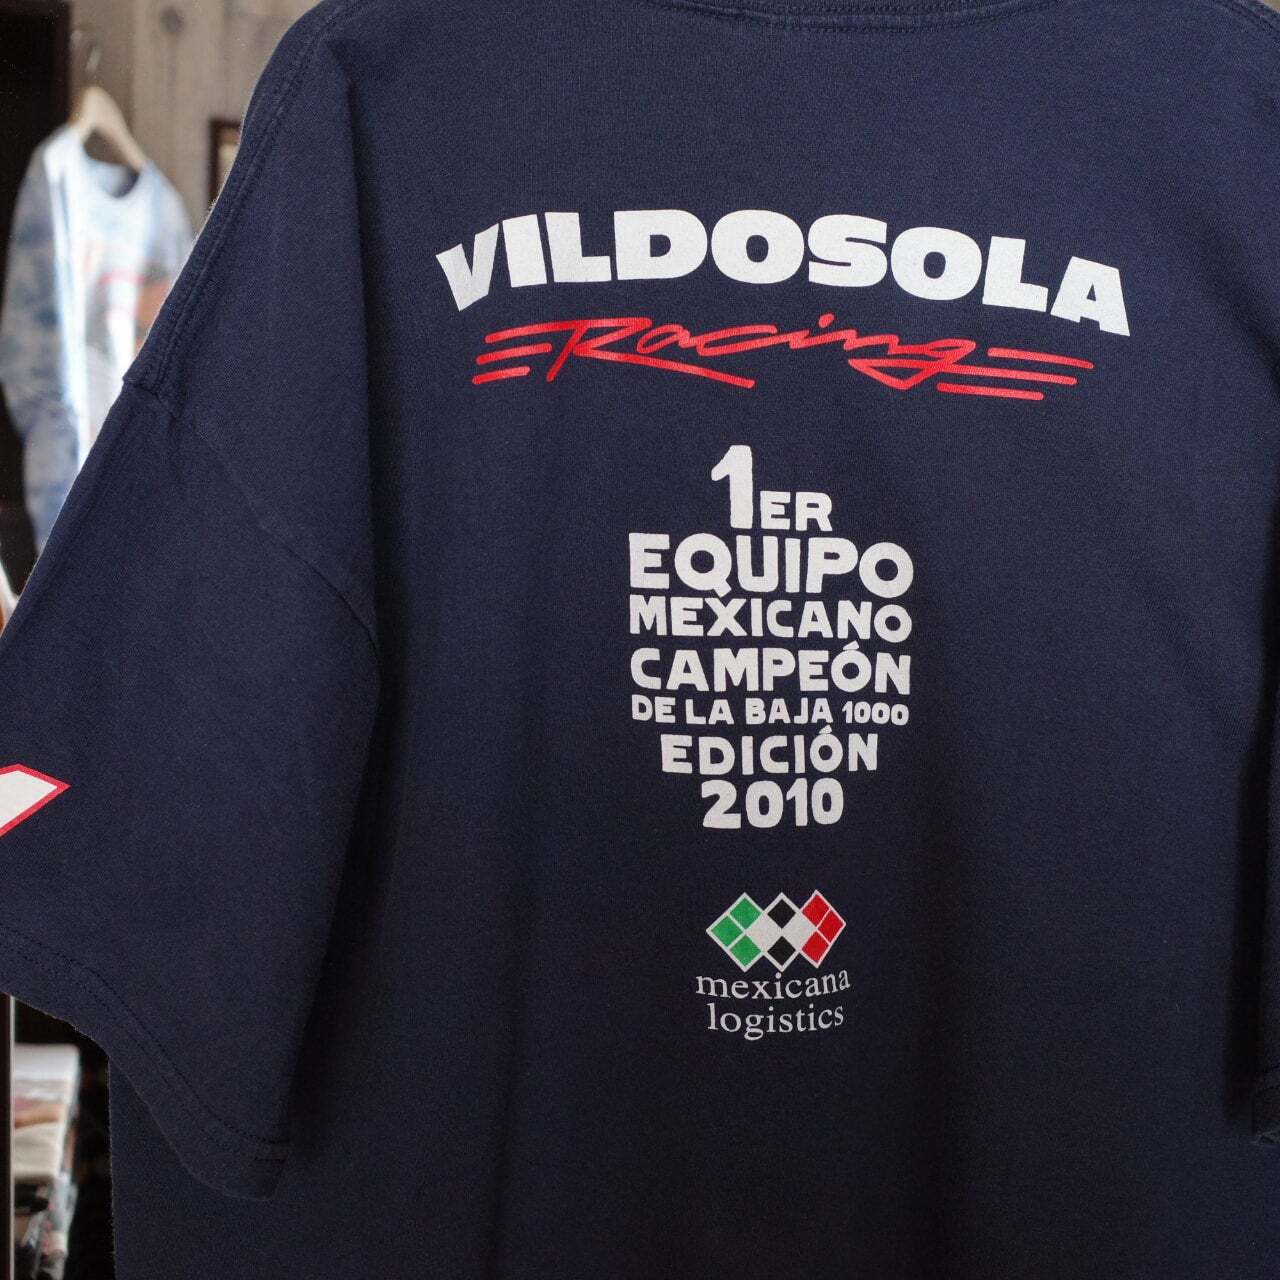 VILDOSOLA
Racing
1ER
EQUIPO
MEXICANO
CAMPEÓN
DE LA BAJA 1000
EDICIÓN
2010
mexicana
logistics